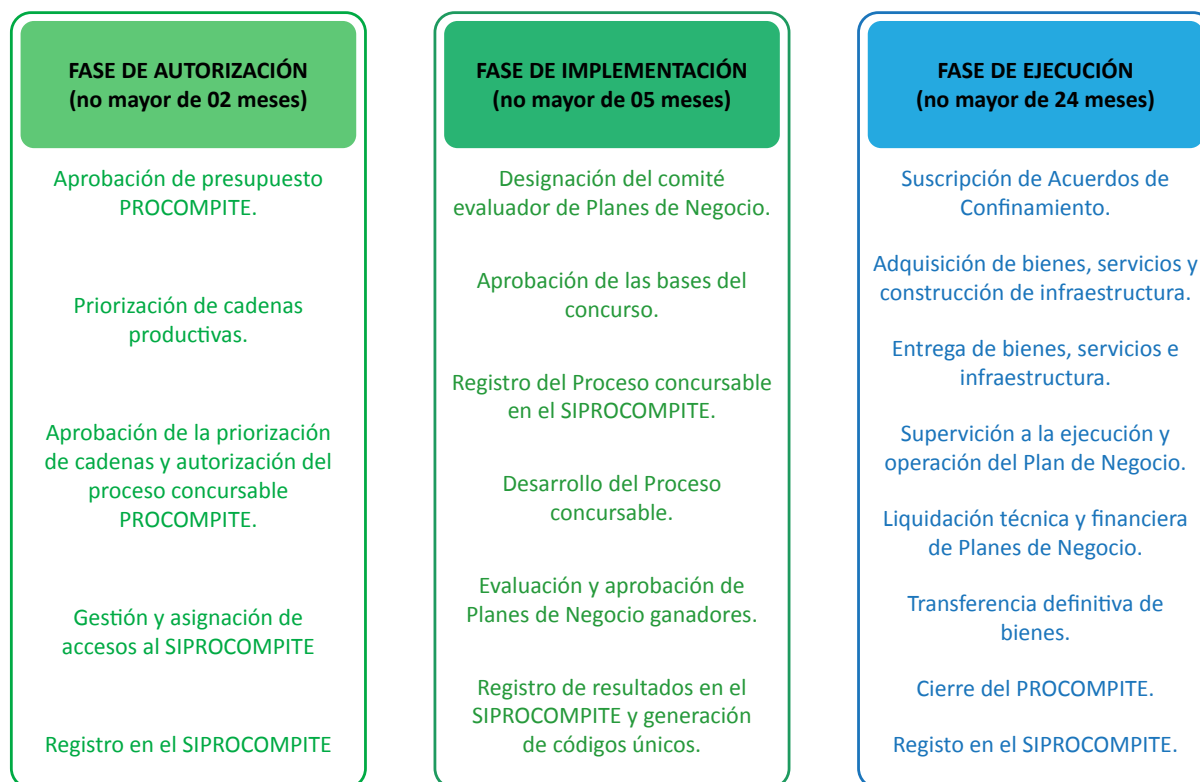 FASE DE AUTORIZACIÓN
(no mayor de 02 meses)
Aprobación de presupuesto
PROCOMPITE.
Priorización de cadenas
productivas.
Aprobación de la priorización
de cadenas y autorización del
proceso concursable
PROCOMPITE.
Gestión y asignación de
accesos al SIPROCOMPITE
Registro en el SIPROCOMPITE
FASE DE IMPLEMENTACIÓN
(no mayor de 05 meses)
Designación del comité
evaluador de Planes de Negocio.
Aprobación de las bases del
concurso.
Registro del Proceso concursable
en el SIPROCOMPITE.
Desarrollo del Proceso
concursable.
Evaluación y aprobación de
Planes de Negocio ganadores.
Registro de resultados en el
SIPROCOMPITE y generación
de códigos únicos.
FASE DE EJECUCIÓN
(no mayor de 24 meses)
Suscripción de Acuerdos de
Confinamiento.
Adquisición de bienes, servicios y
construcción de infraestructura.
Entrega de bienes, servicios e
infraestructura.
Supervición a la ejecución y
operación del Plan de Negocio.
Liquidación técnica y financiera
de Planes de Negocio.
Transferencia definitiva de
bienes.
Cierre del PROCOMPITE.
Registo en el SIPROCOMPITE.